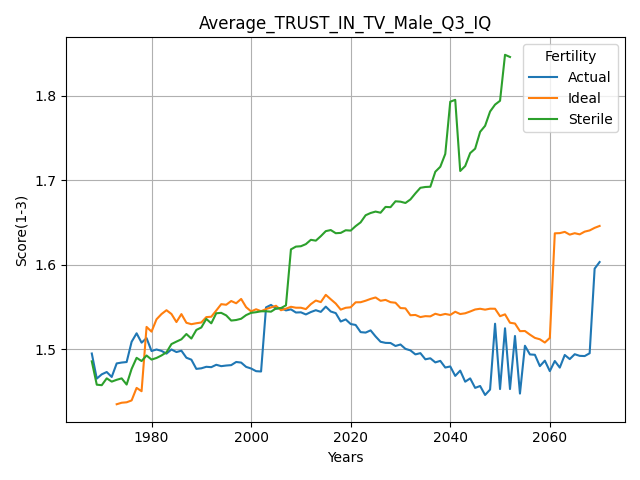 Average_TRUST_IN_TV_Male_Q3_IQ
Score(1-3)
1.8
1.7
1.6
1.5
1980
2000
2020
2040
2060
Years
Fertility
Actual
Ideal
Sterile